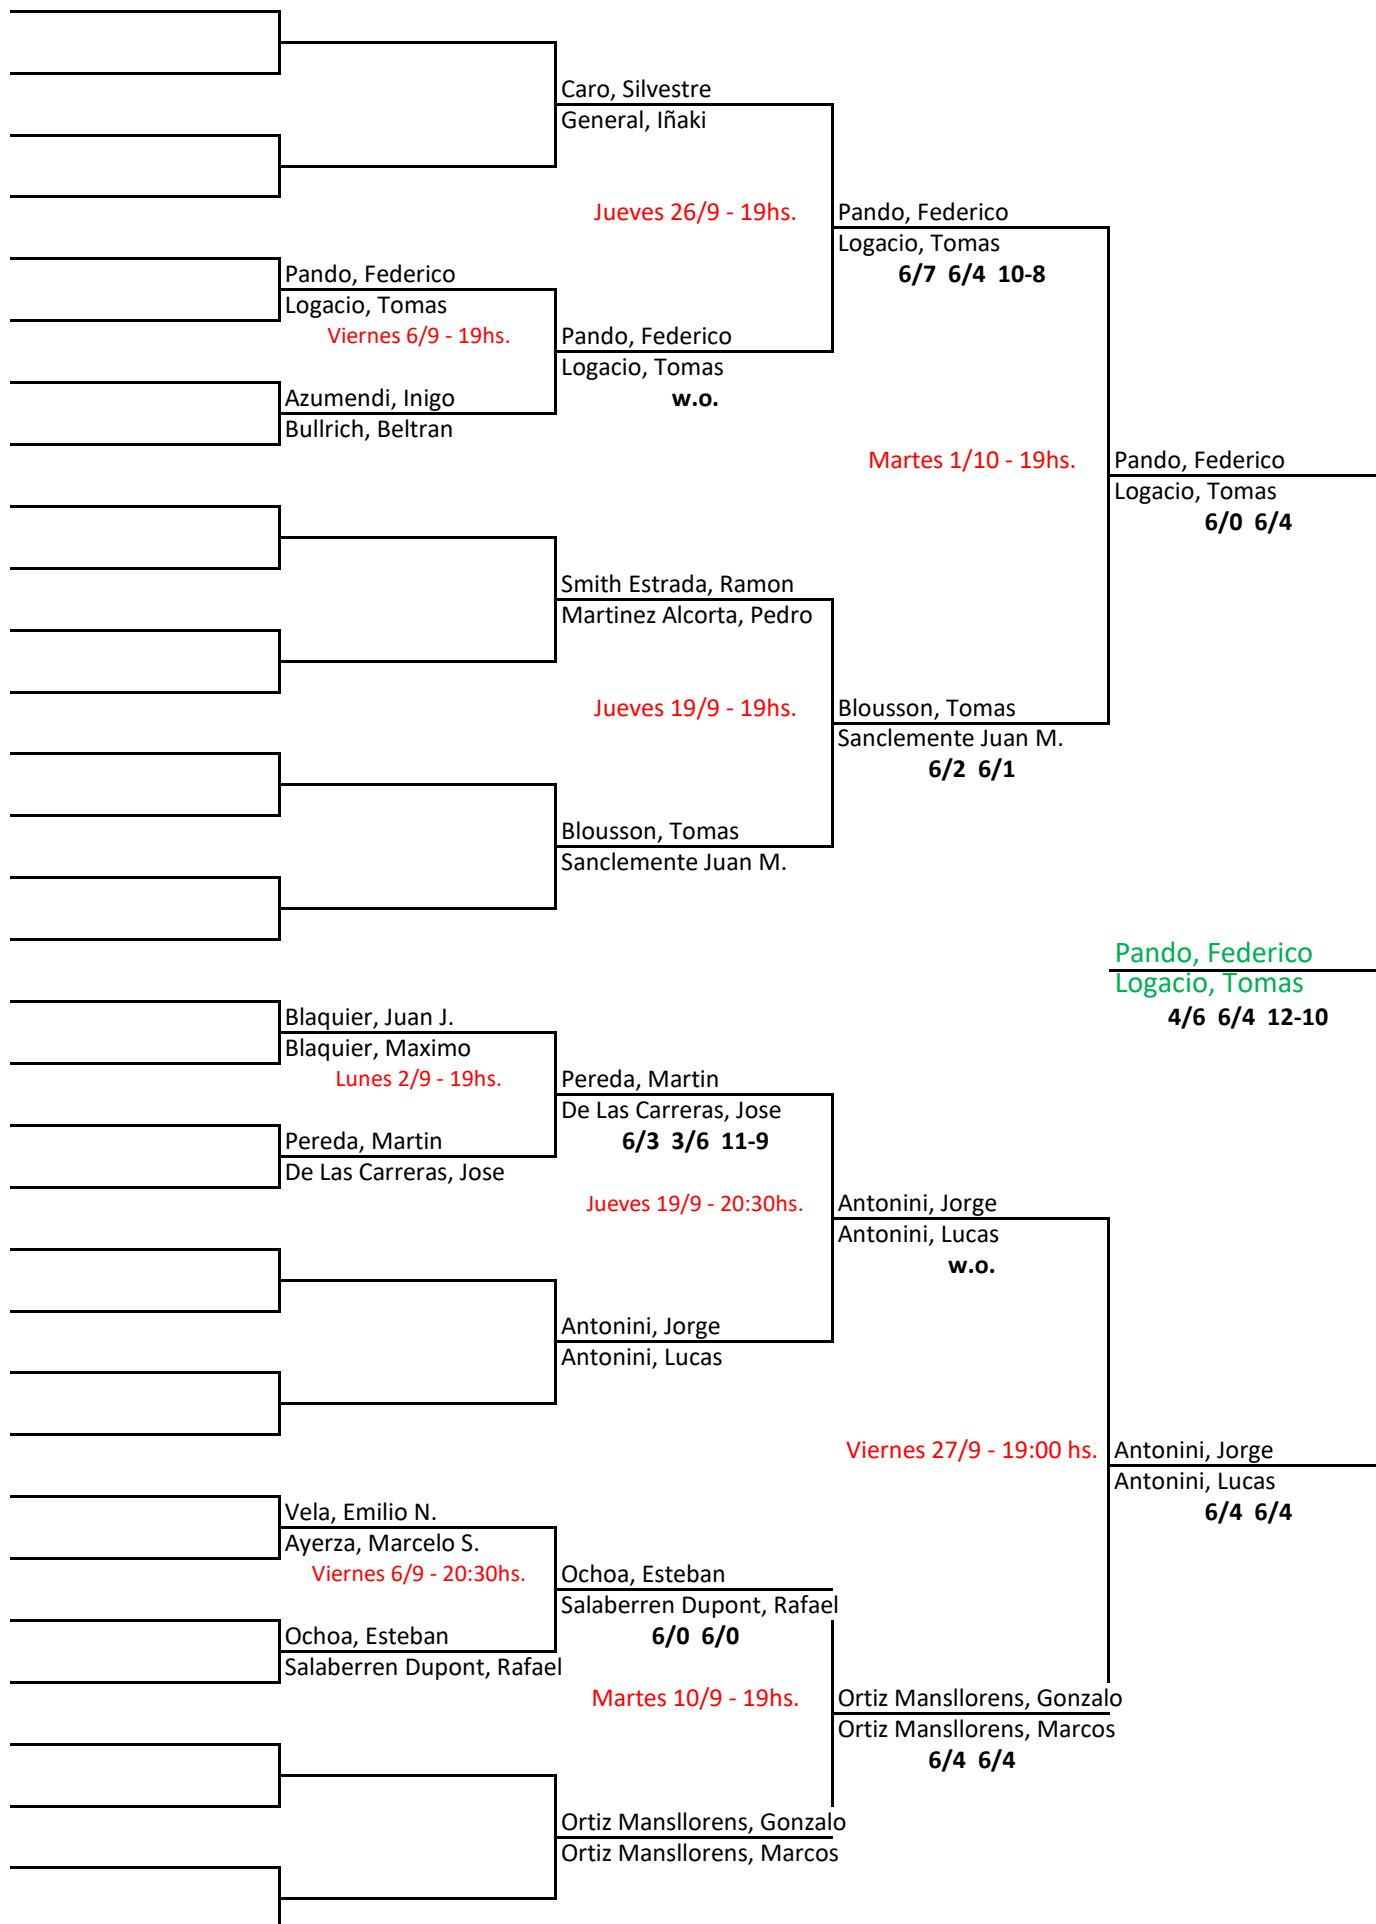 Caro, Silvestre
General, Iñaki
Jueves 26/9 - 19hs.
Pando, Federico
Logacio, Tomas
6/7 6/4 10-8
Pando, Federico
Logacio, Tomas
Viernes 6/9 - 19hs.
Pando, Federico
Logacio, Tomas
w.o.
Azumendi, Inigo
Bullrich, Beltran
Martes 1/10 - 19hs.
Pando, Federico
Logacio, Tomas
6/0 6/4
Smith Estrada, Ramon
Martinez Alcorta, Pedro
Jueves 19/9 - 19hs.
Blousson, Tomas
Sanclemente Juan M.
6/2 6/1
Blousson, Tomas
Sanclemente Juan M.
Pando, Federico
Logacio, Tomas
4/6 6/4 12-10
Blaquier, Juan J.
Blaquier, Maximo
Lunes 2/9 - 19hs.
Pereda, Martin
De Las Carreras, Jose
6/3 3/6 11-9
Pereda, Martin
De Las Carreras, Jose
Jueves 19/9 - 20:30hs.
Antonini, Jorge
Antonini, Lucas
w.o.
Antonini, Jorge
Antonini, Lucas
Viernes 27/9 - 19:00 hs.
Antonini, Jorge
Antonini, Lucas
6/4 6/4
Vela, Emilio N.
Ayerza, Marcelo S.
Viernes 6/9 - 20:30hs.
Ochoa, Esteban
Salaberren Dupont, Rafael
6/0 6/0
Ochoa, Esteban
Salaberren Dupont, Rafael
Martes 10/9 - 19hs.
Ortiz Mansllorens, Gonzalo
Ortiz Mansllorens, Marcos
6/4 6/4
Ortiz Mansllorens, Gonzalo
Ortiz Mansllorens, Marcos